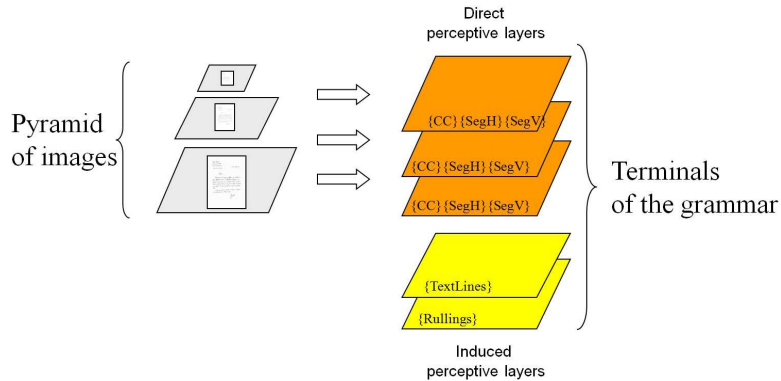 Direct
perceptive layers
Pyramid
of images
{CC}{SegH}{SegV}
{CC}{SegH}{SegV}
{CC}{SegH}{SegV}
Terminals
of the grammar
{TextLines}
{Rullings}
Induced
perceptive layers